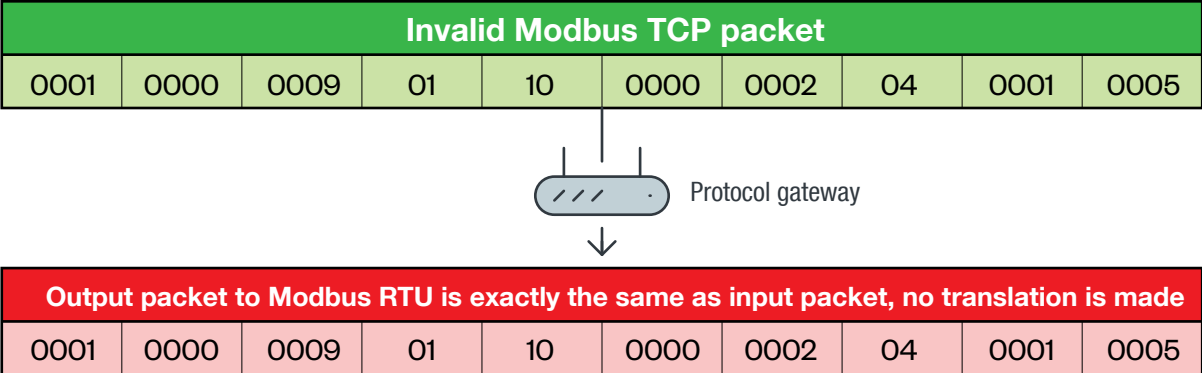 Invalid Modbus TCP packet
0001 0000 0009 01 10 0000 0002 04 0001 0005
Protocol gateway
Output packet to Modbus RTU is exactly the same as input packet, no translation is made
0001 0000 0009 01 10 0000 0002 04 0001 0005